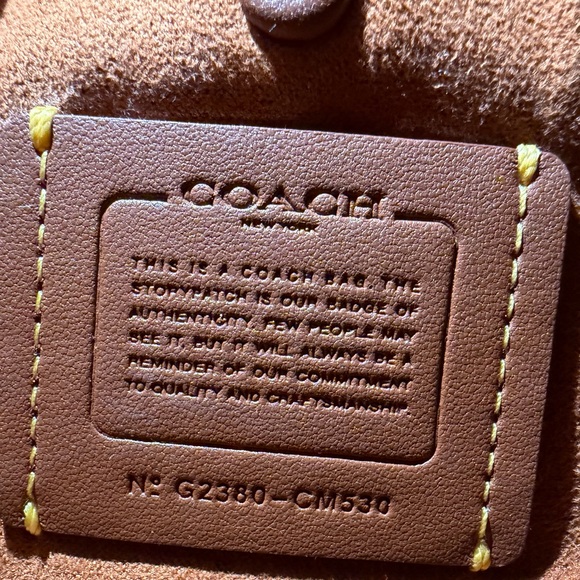 COACH
NEW YORK
THIS IS A COACH BAG. THE
STORYPATCH IS OUR BADGE OF
AUTHENTICITY. FEW PEOPLE MAY
SEE IT, BUT IT WILL ALWAYS BE A
REMINDER OF OUR COMMITMENT
TO QUALITY AND CRAFTSMANSHIP.
Nº G2380-CM530